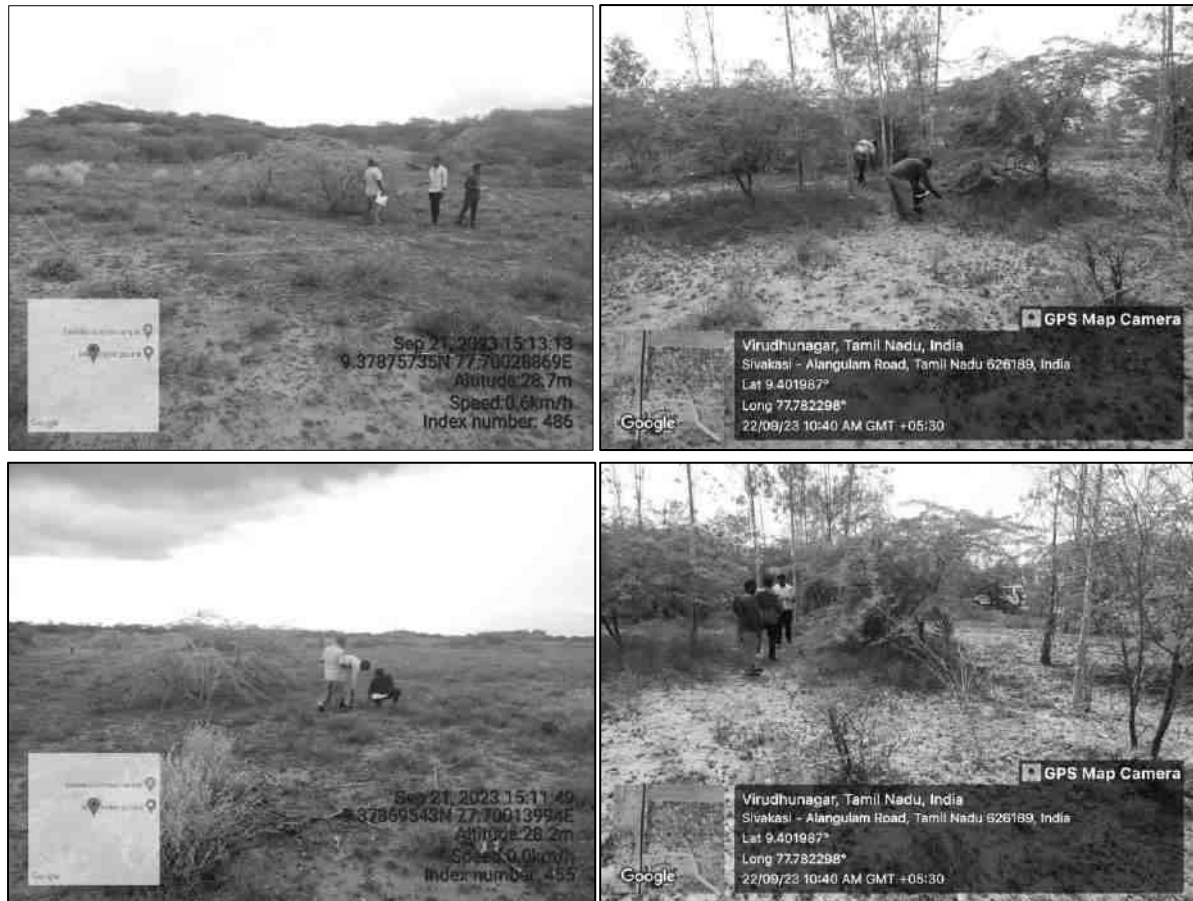 Sep 21, 2023 15:13:13
9.37875735N 77.70028869E
Altitude:28.7m
Speed:0.6km/h
Index number: 486
Google
GPS Map Camera
Virudhunagar, Tamil Nadu, India
Sivakasi - Alangulam Road, Tamil Nadu 626189, India
Lat 9.401987°
Long 77.782298°
22/09/23 10:40 AM GMT +05:30
Google
Sep 21, 2023 15:11:49
9.37869543N 77.70013994E
Altitude:28.2m
Speed:0.0km/h
Index number: 455
Google
GPS Map Camera
Virudhunagar, Tamil Nadu, India
Sivakasi - Alangulam Road, Tamil Nadu 626189, India
Lat 9.401987°
Long 77.782298°
22/09/23 10:40 AM GMT +05:30
Google